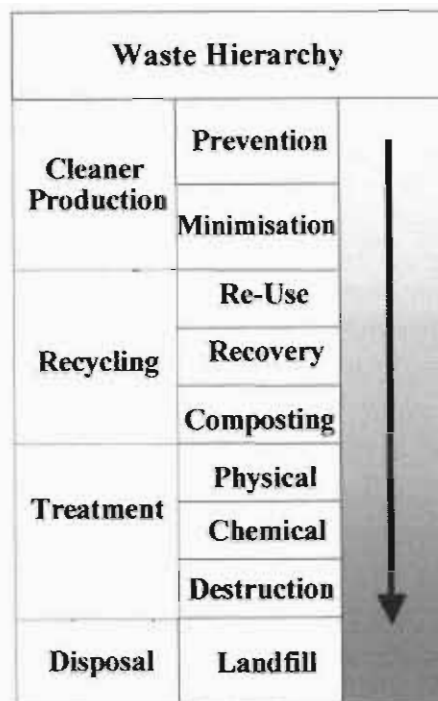 Waste Hierarchy
Cleaner
Production
Prevention
Minimisation
Recycling
Re-Use
Recovery
Composting
Treatment
Physical
Chemical
Destruction
Disposal
Landfill